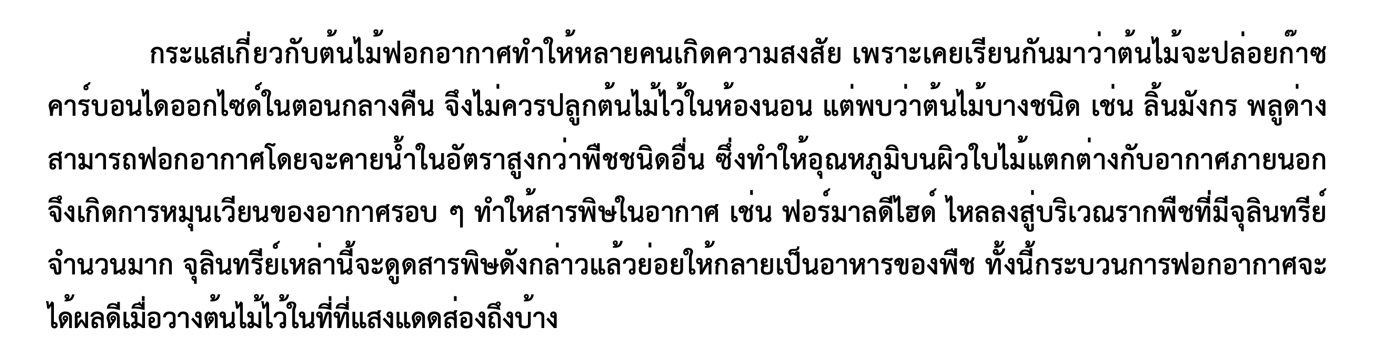 กระแสเกี่ยวกับต้นไม้ฟอกอากาศทำให้หลายคนเกิดความสงสัย เพราะเคยเรียนกันมาว่าต้นไม้จะปล่อยก๊าซ
คาร์บอนไดออกไซด์ในตอนกลางคืน จึงไม่ควรปลูกต้นไม้ไว้ในห้องนอน แต่พบว่าต้นไม้บางชนิด เช่น ลิ้นมังกร พลูด่าง
สามารถฟอกอากาศโดยจะคายน้ำในอัตราสูงกว่าพืชชนิดอื่น ซึ่งทำให้อุณหภูมิบนผิวใบไม้แตกต่างกับอากาศภายนอก
จึงเกิดการหมุนเวียนของอากาศรอบ ๆ ทำให้สารพิษในอากาศ เช่น ฟอร์มาลดีไฮด์ ไหลลงสู่บริเวณรากพืชที่มีจุลินทรีย์
จำนวนมาก จุลินทรีย์เหล่านี้จะดูดสารพิษดังกล่าวแล้วย่อยให้กลายเป็นอาหารของพืช ทั้งนี้กระบวนการฟอกอากาศจะ
ได้ผลดีเมื่อวางต้นไม้ไว้ในที่ที่แสงแดดส่องถึงบ้าง